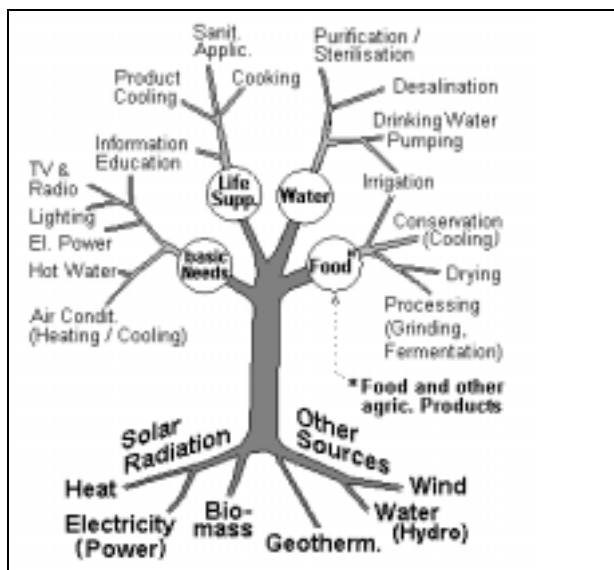 Sanit.
Applic.
Product
Cooling
Cooking
Information
Education
TV &
Radio
Lighting
El. Power
Hot Water
Air Condit.
(Heating / Cooling)
Purification /
Sterilisation
Desalination
Drinking Water
Pumping
Irrigation
Conservation
(Cooling)
Drying
Processing
(Grinding,
Fermentation)
Life
Supp.
Water
basic
Needs
Food*
*Food and other
agric. Products
Solar
Radiation
Other
Sources
Heat
Electricity
(Power)
Bio-
mass
Geotherm.
Water
(Hydro)
Wind